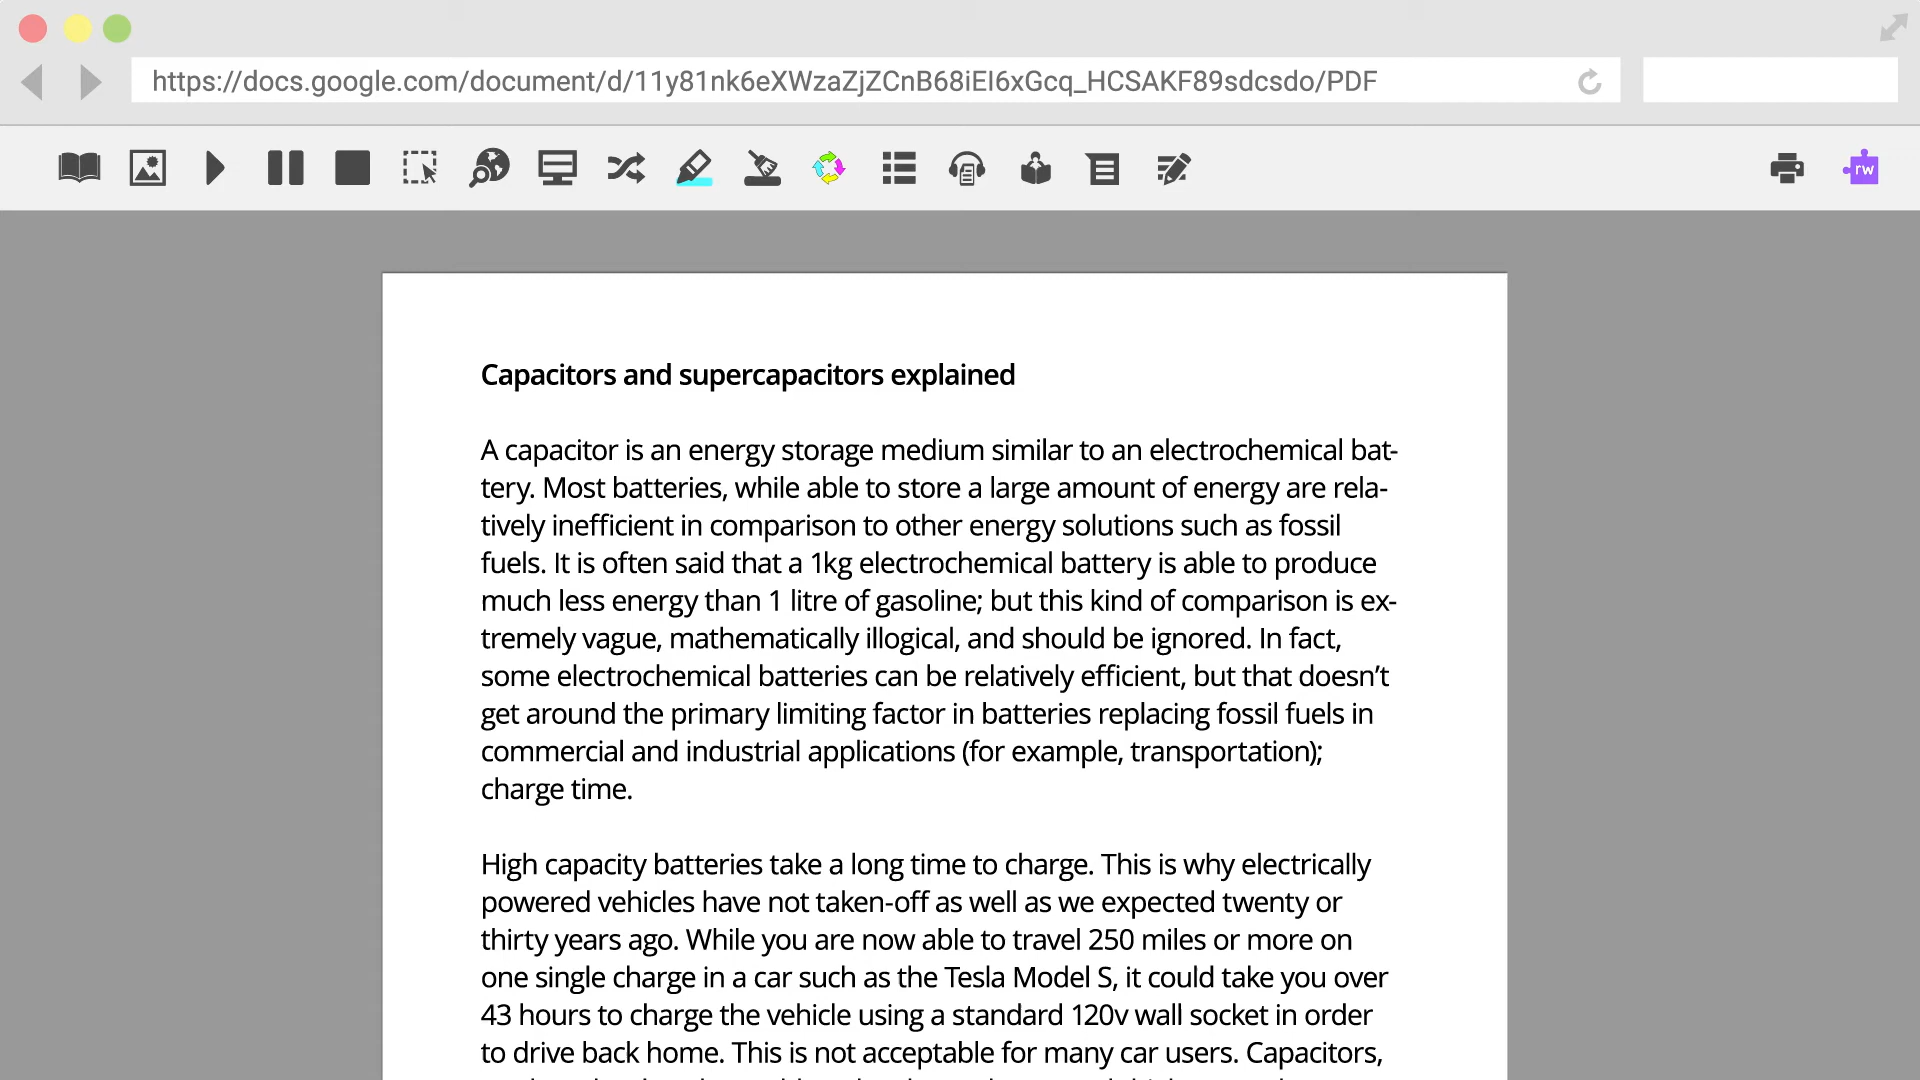 https://docs.google.com/document/d/11y81nk6eXWzaZjZCnB68iEI6xGcq_HCSAKF89sdcsdo/PDF
rw
Capacitors and supercapacitors explained
A capacitor is an energy storage medium similar to an electrochemical bat-
tery. Most batteries, while able to store a large amount of energy are rela-
tively inefficient in comparison to other energy solutions such as fossil
fuels. It is often said that a 1kg electrochemical battery is able to produce
much less energy than 1 litre of gasoline; but this kind of comparison is ex-
tremely vague, mathematically illogical, and should be ignored. In fact,
some electrochemical batteries can be relatively efficient, but that doesn’t
get around the primary limiting factor in batteries replacing fossil fuels in
commercial and industrial applications (for example, transportation);
charge time.
High capacity batteries take a long time to charge. This is why electrically
powered vehicles have not taken-off as well as we expected twenty or
thirty years ago. While you are now able to travel 250 miles or more on
one single charge in a car such as the Tesla Model S, it could take you over
43 hours to charge the vehicle using a standard 120v wall socket in order
to drive back home. This is not acceptable for many car users. Capacitors,